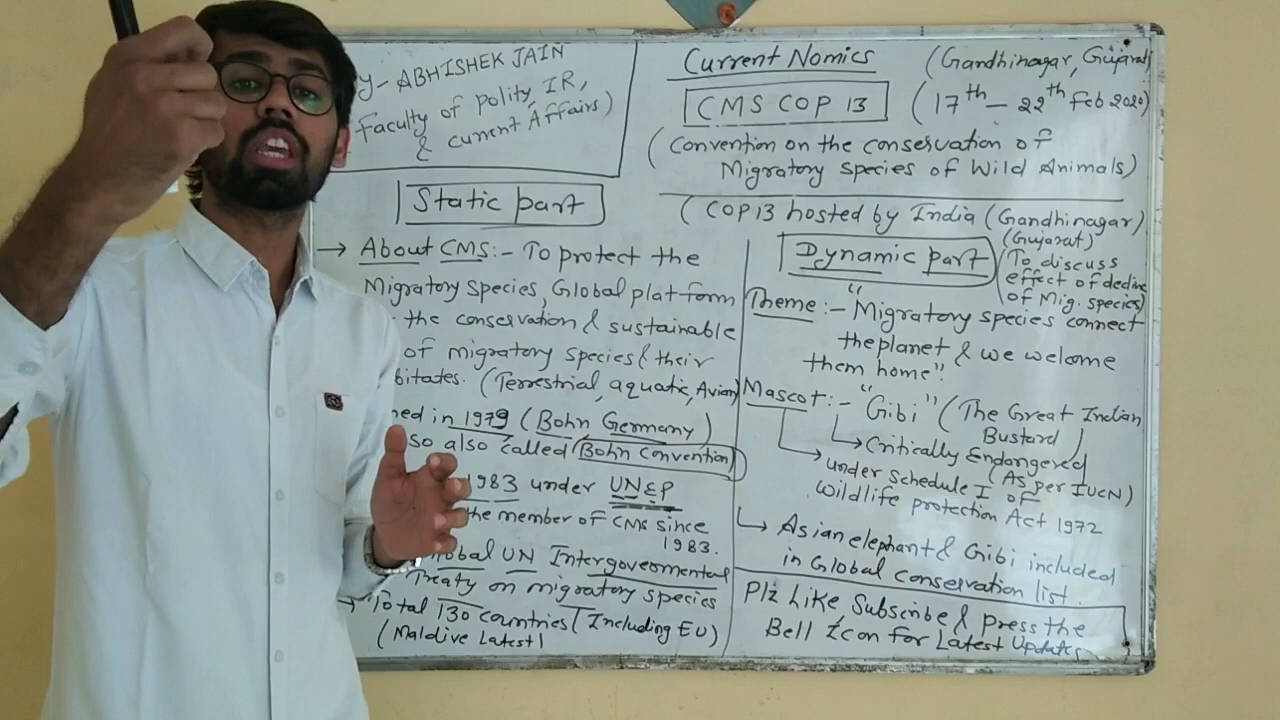 y- ABHISHEK JAIN
Faculty of polity, IR,
& current Affairs)
Current Nomics
(Gandhinagar, Gujarat)
CMS COP 13
(17th - 22th Feb 2020)
(Convention on the conservation of
Migratory species of Wild Animals)
(COP13 hosted by India (Gandhinagar)
(Gujarat)
Static part
→ About CMS:- To protect the
Migratory species, Global platform
the conservation & sustainable
of migratory species & their
bitates. (Terrestrial, aquatic, Avian)
ned in 1979 (Bohn Germany)
so also called (Bohn Convention)
1983 under UNEP
the member of CMS since
1983.
lobal UN Intergovernmental
Treaty on migratory species
→ Total 130 countries (Including EU)
(Maldive Latest)
Dynamic part
(To discuss
effect of decline
of Mig. species)
Theme:- "Migratory species connect
the planet & we welcome
them home".
Mascot:- "Gibi" (The Great Indian
Bustard)
→ Critically Endangered
(As per IUCN)
→ under schedule I of
Wildlife protection Act 1972
→ Asian elephant & Gibi included
in Global conservation list.
Plz Like Subscribe & press the
Bell Icon for Latest Updates